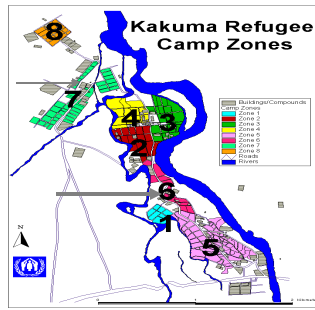 Kakuma Refugee
Camp Zones
8
7
4
3
2
6
1
5
Buildings/Compounds
Camp Zones
Zone 1
Zone 2
Zone 3
Zone 4
Zone 5
Zone 6
Zone 7
Zone 8
Roads
Rivers
N